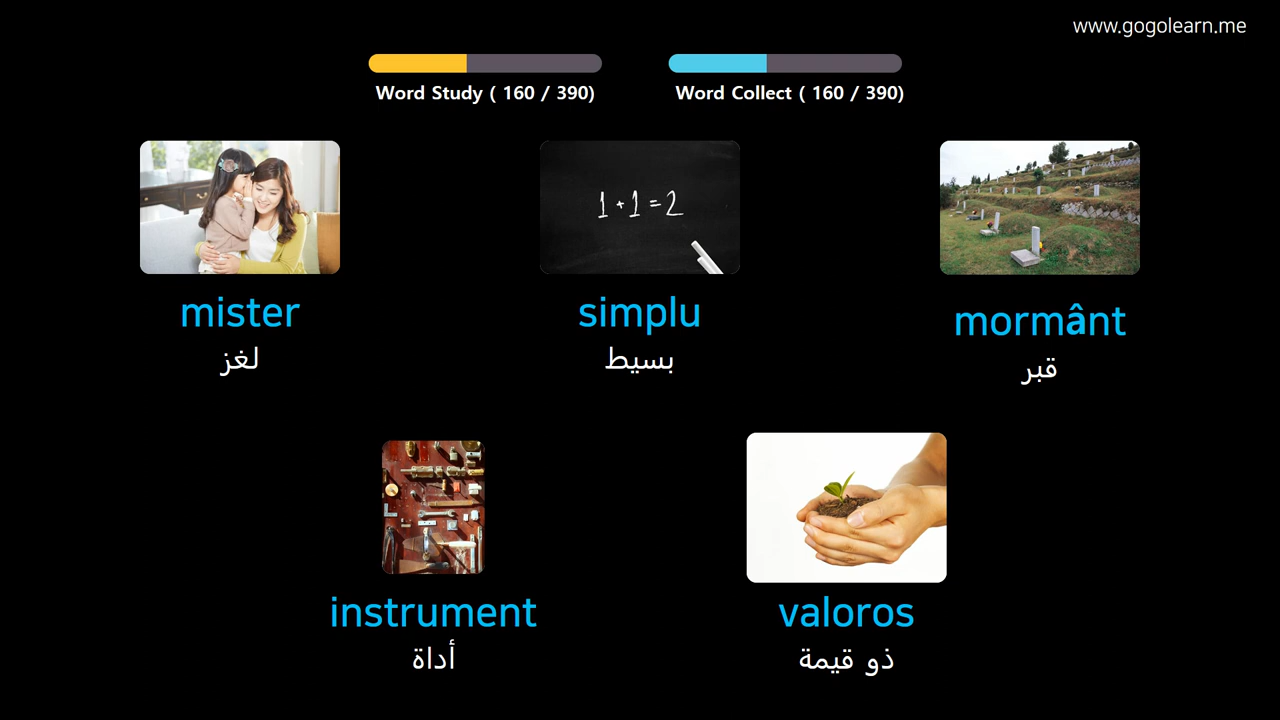 www.gogolearn.me
Word Study ( 160 / 390)
Word Collect ( 160 / 390)
1+1=2
mister
لغز
simplu
بسيط
mormânt
قبر
instrument
أداة
valoros
ذو قيمة